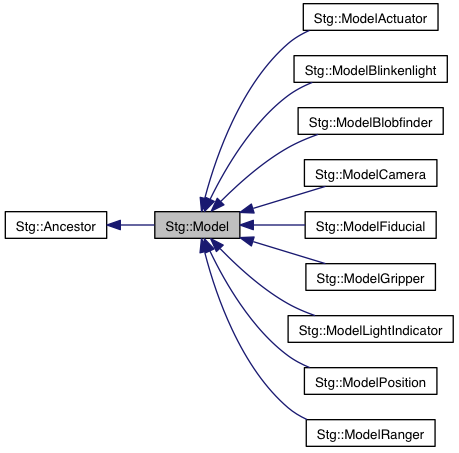 Stg::ModelActuator
Stg::ModelBlinkenlight
Stg::ModelBlobfinder
Stg::ModelCamera
Stg::Ancestor
Stg::Model
Stg::ModelFiducial
Stg::ModelGripper
Stg::ModelLightIndicator
Stg::ModelPosition
Stg::ModelRanger